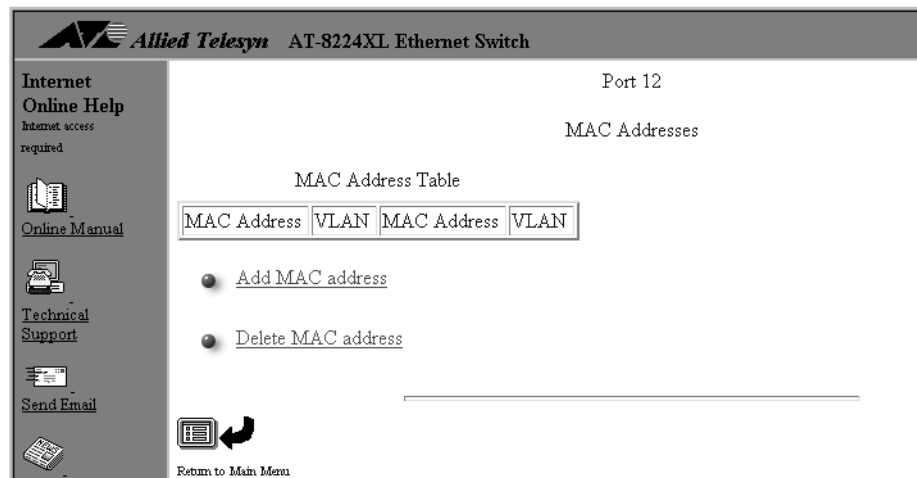 Allied Telesyn AT-8224XL Ethernet Switch
Internet
Online Help
Internet access
required
Online Manual
Technical
Support
Send Email
NEWS
Port 12
MAC Addresses
MAC Address Table
MAC Address VLAN MAC Address VLAN
Add MAC address
Delete MAC address
Return to Main Menu